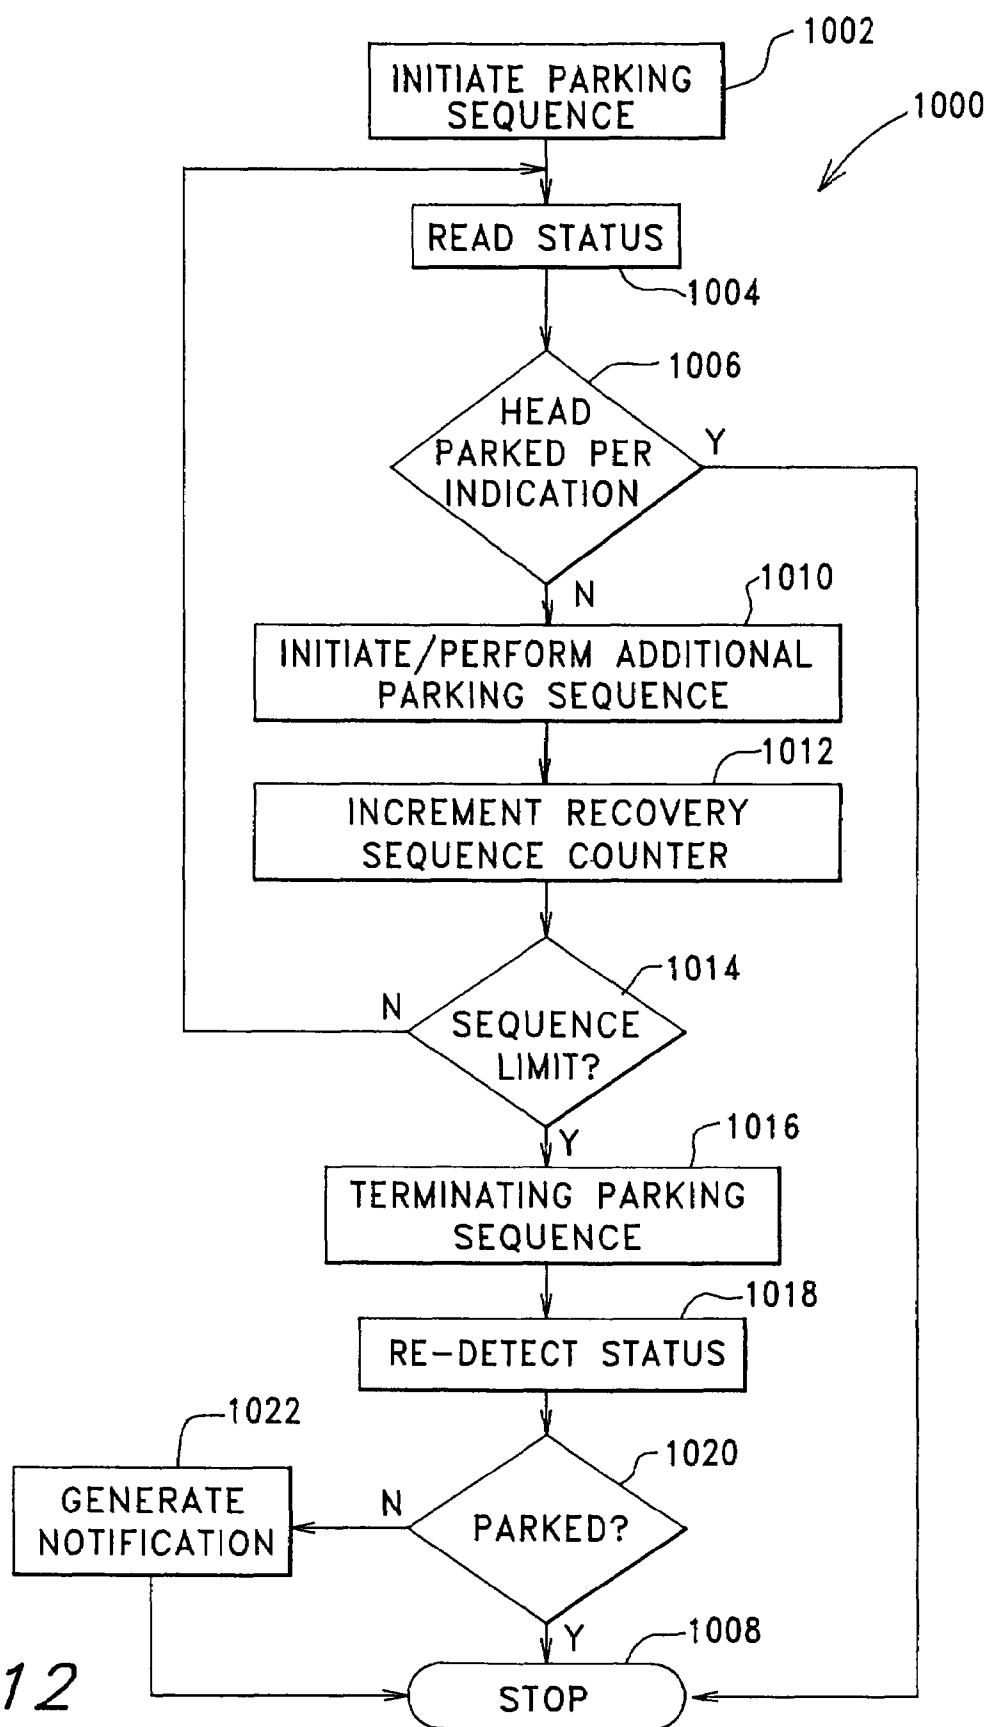 1002
INITIATE PARKING
SEQUENCE
1000
READ STATUS
1004
1006
HEAD
PARKED PER
INDICATION
Y
N
1010
INITIATE/PERFORM ADDITIONAL
PARKING SEQUENCE
1012
INCREMENT RECOVERY
SEQUENCE COUNTER
1014
N
SEQUENCE
LIMIT?
Y
1016
TERMINATING PARKING
SEQUENCE
1018
RE-DETECT STATUS
1022
GENERATE
NOTIFICATION
N
1020
PARKED?
Y
1008
STOP
12